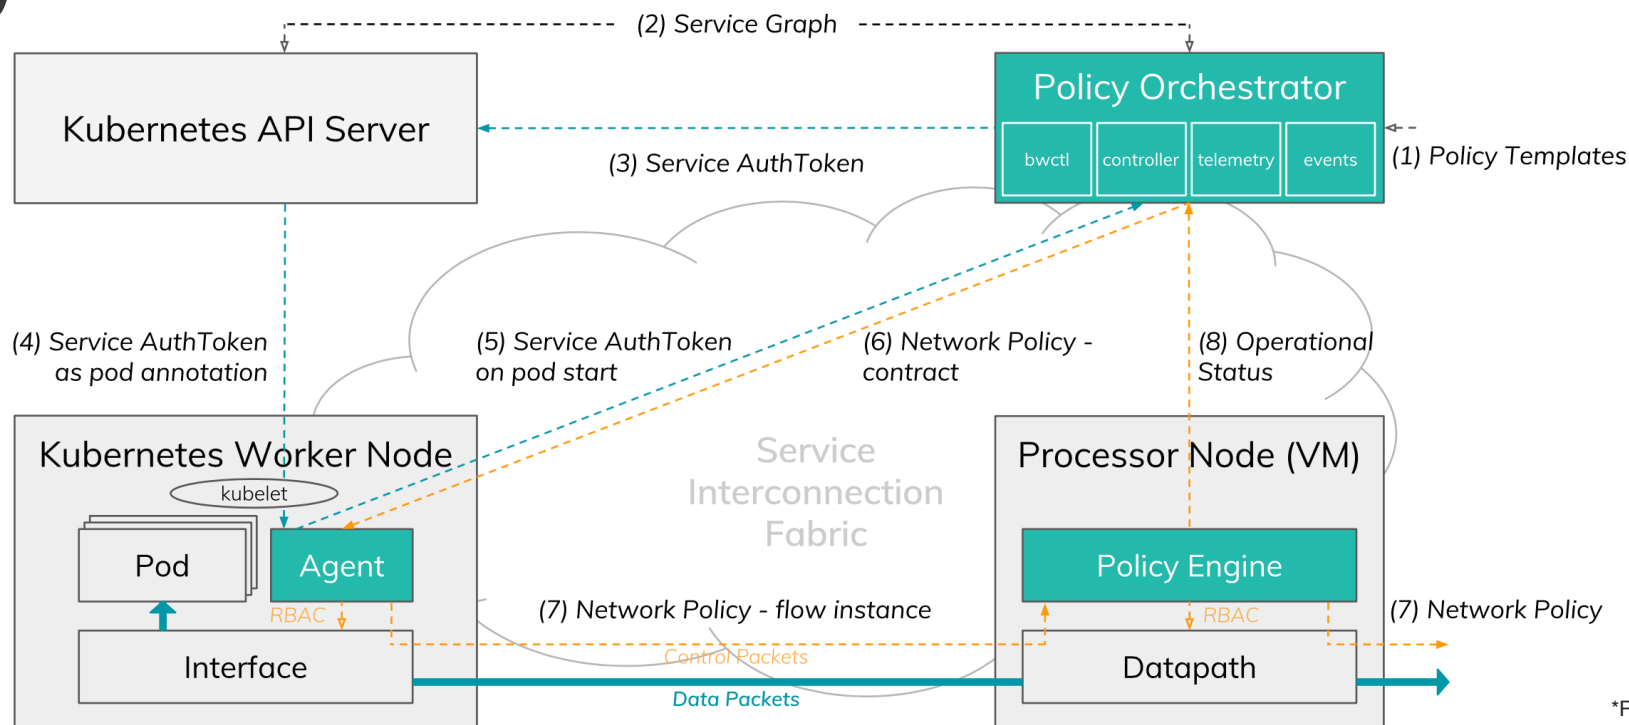 (2) Service Graph
Kubernetes API Server
Policy Orchestrator
bwctl
controller
telemetry
events
(1) Policy Templates
(3) Service AuthToken
(4) Service AuthToken
as pod annotation
(5) Service AuthToken
on pod start
(6) Network Policy -
contract
(8) Operational
Status
Kubernetes Worker Node
kubelet
Pod
Agent
RBAC
Interface
Service
Interconnection
Fabric
(7) Network Policy - flow instance
Control Packets
Data Packets
Processor Node (VM)
Policy Engine
RBAC
Datapath
(7) Network Policy